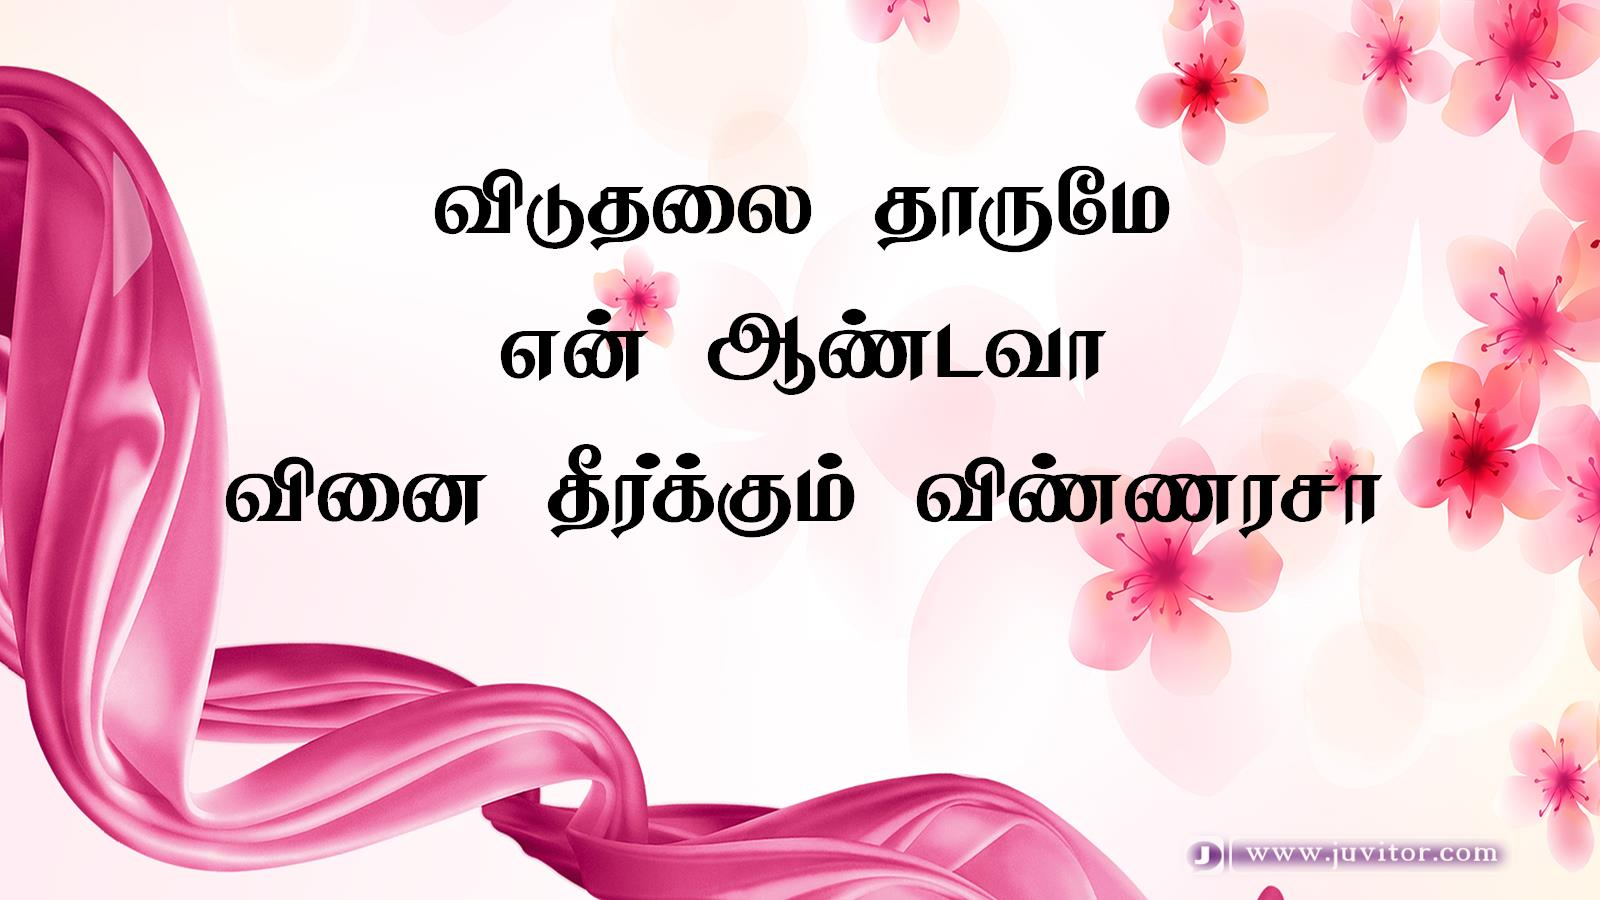 விடுதலை தாருமே
என் ஆண்டவா
வினை தீர்க்கும் விண்ணரசா
J www.juvitor.com